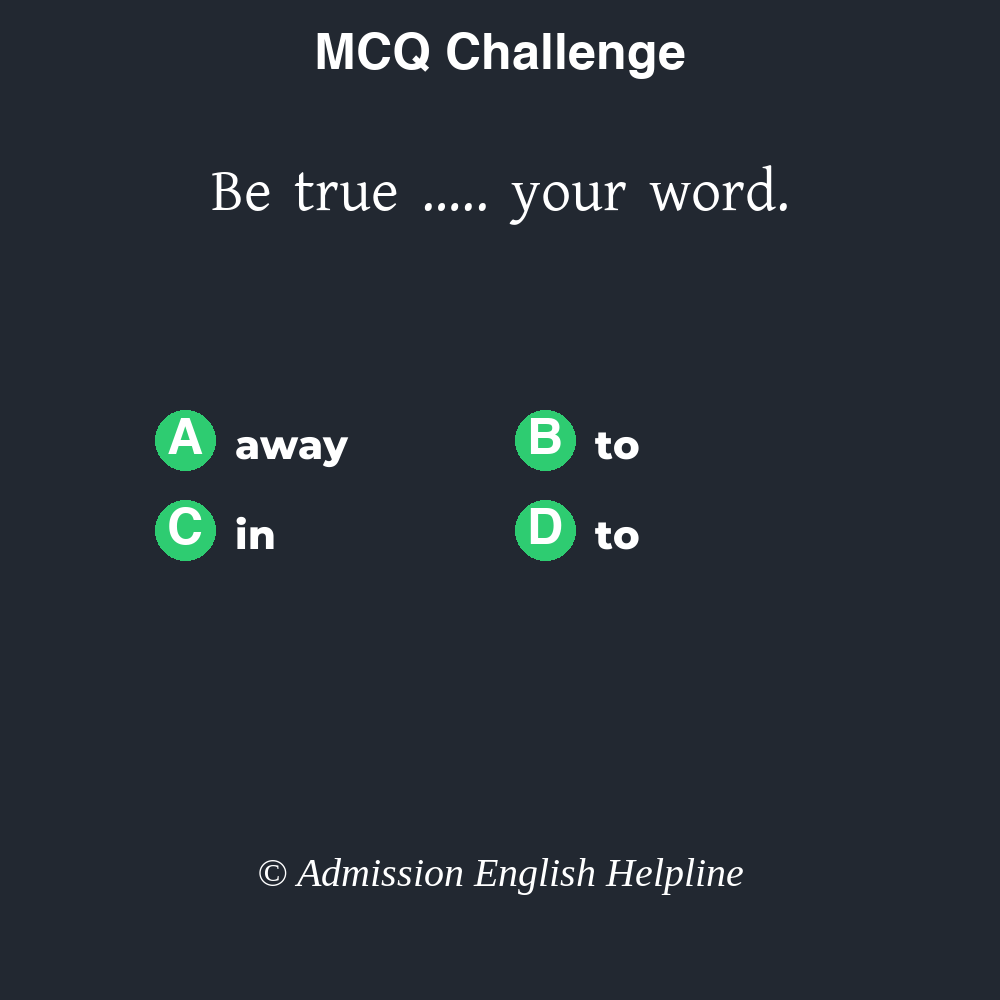 MCQ Challenge
Be true ..... your word.
A away B to
C in D to
© Admission English Helpline